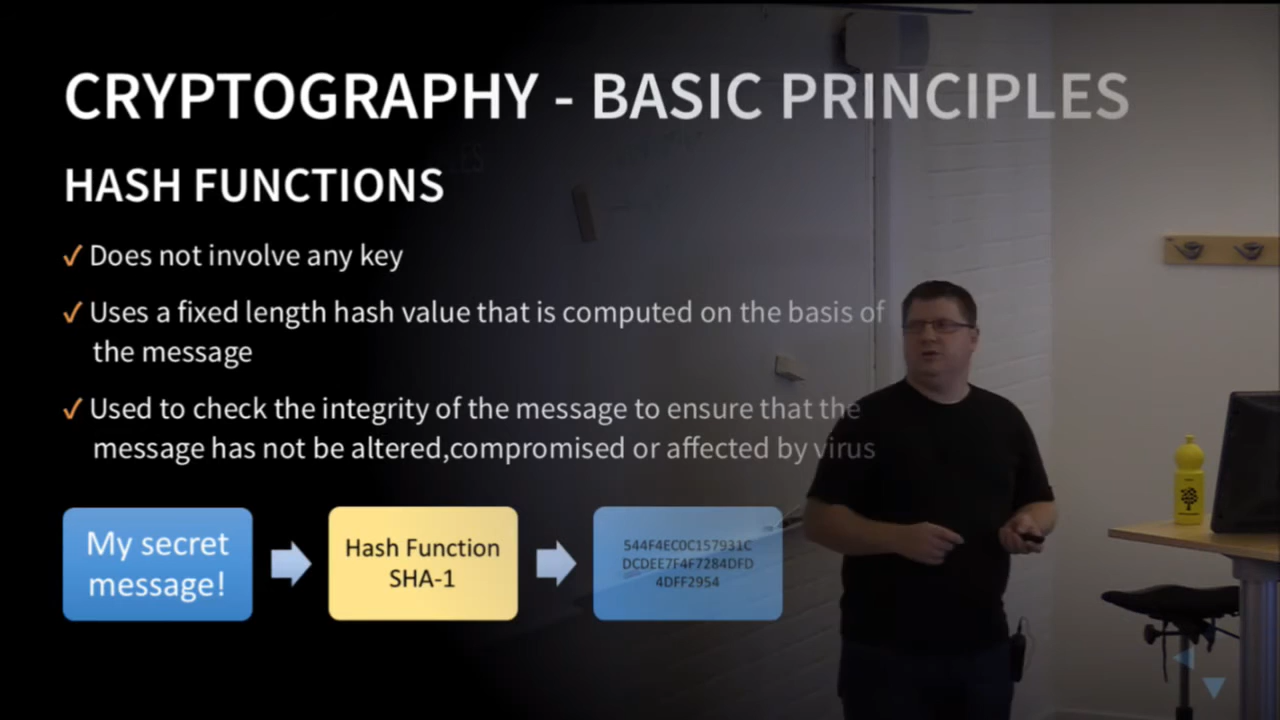 CRYPTOGRAPHY - BASIC PRINCIPLES
HASH FUNCTIONS
✓ Does not involve any key
✓ Uses a fixed length hash value that is computed on the basis of
the message
✓ Used to check the integrity of the message to ensure that the
message has not be altered,compromised or affected by virus
My secret
message!
Hash Function
SHA-1
544F4EC0C157931C
DCDEE7F4F7284DFD
4DFF2954